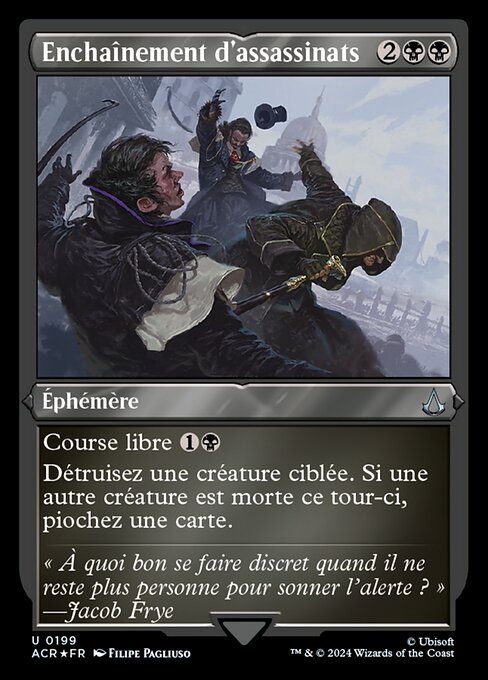 Enchaînement d'assassinats 2
Éphémère
Course libre 1
Détruisez une créature ciblée. Si une
autre créature est morte ce tour-ci,
piochez une carte.
« À quoi bon se faire discret quand il ne
reste plus personne pour sonner l'alerte ? »
—Jacob Frye
U 0199
ACR★FR Filipe Pagliuso
© Ubisoft
™ & © 2024 Wizards of the Coast